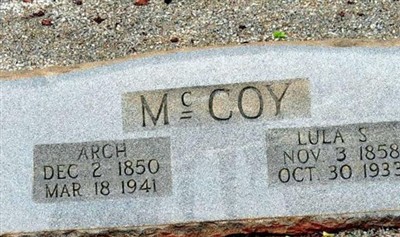 McCOY
ARCH
DEC 2 1850
MAR 18 1941
LULA S
NOV 3 1858
OCT 30 1933